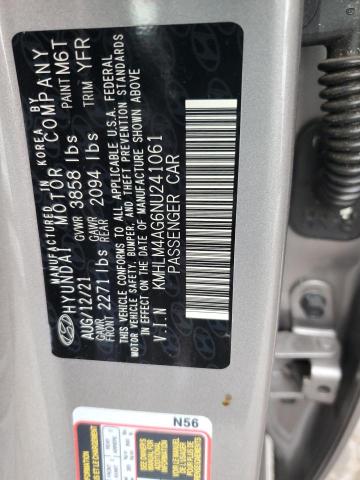 MANUFACTURED IN KOREA BY
HYUNDAI MOTOR COMPANY
AUG/12/21 GVWR 3858 lbs PAINT M6T
GAWR FRONT 2271 lbs GAWR REAR 2094 lbs TRIM YFR
THIS VEHICLE CONFORMS TO ALL APPLICABLE U.S.A. FEDERAL
MOTOR VEHICLE SAFETY, BUMPER, AND THEFT PREVENTION STANDARDS
IN EFFECT ON THE DATE OF MANUFACTURE SHOWN ABOVE
V.I.N KMHLM4AG6NU241061
PASSENGER CAR
N56